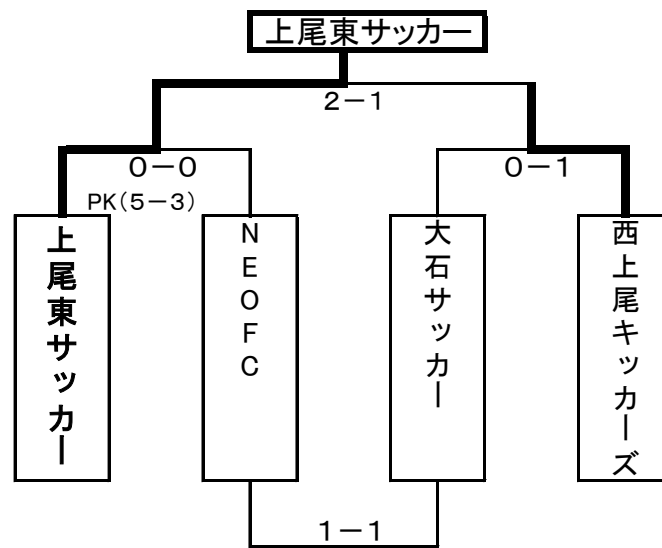 上尾東サッカー
2－1
0－0
0－1
PK(5－3)
上尾東サッカー
NEOFC
大石サッカー
西上尾キッカーズ
1－1